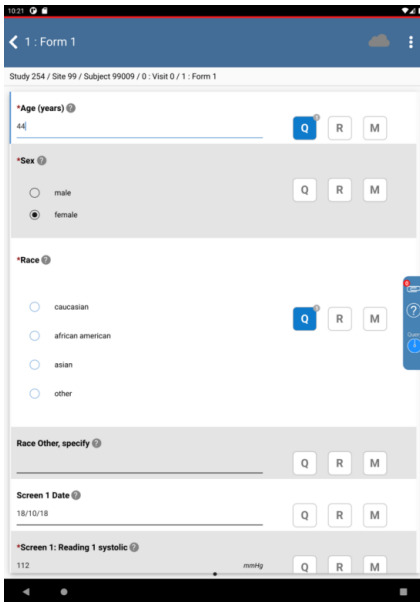 10:21
1 : Form 1
Study 254 / Site 99 / Subject 99009 / 0 : Visit 0 / 1 : Form 1
*Age (years) ?
44
Q 1 R M
*Sex ?
Q R M
male
female
*Race ?
caucasian
Q 1 R M
african american
asian
other
Race Other, specify ?
Q R M
Screen 1 Date ?
18/10/18
Q R M
*Screen 1: Reading 1 systolic ?
112 mmHg
Q R M